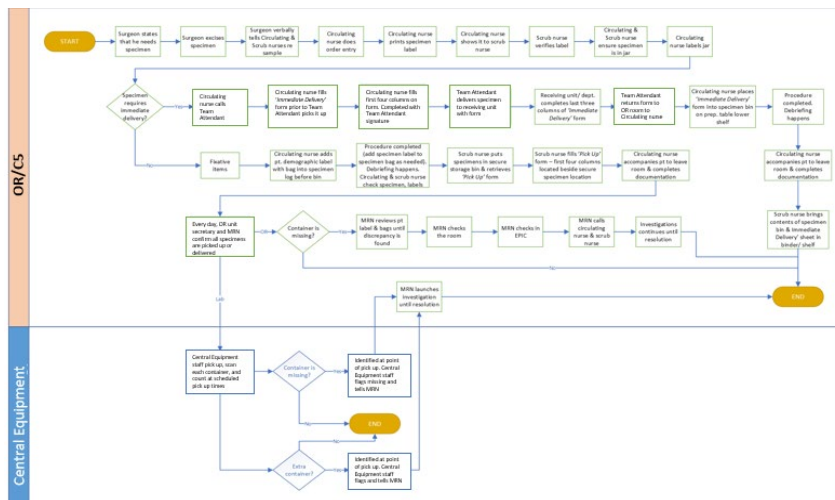 OR/CS
START
Surgeon states
that he needs
specimen
Surgeon excises
specimen
Surgeon verbally
tells Circulating &
Scrub nurses re
sample
Circulating
nurse does
order entry
Circulating nurse
prints specimen
label
Circulating nurse
shows it to scrub
nurse
Scrub nurse
verifies label
Circulating &
Scrub nurse
ensure specimen
is in jar
Circulating
nurse labels jar
Specimen
requires
immediate
delivery?
Yes
Circulating
nurse calls
Team
Attendant
Circulating nurse fills
'Immediate Delivery'
form prior to Team
Attendant picks it up
Circulating nurse fills
first four columns on
form. Completed with
Team Attendant
signature
Team Attendant
delivers specimen
to receiving unit
with form
Receiving unit/ dept.
completes last three
columns of 'Immediate
Delivery' form
Team Attendant
returns form to
OR room to
Circulating nurse
Circulating nurse places
'Immediate Delivery'
form into specimen bin
on prep. table lower
shelf
Procedure
completed.
Debriefing
happens
No
Fixative
items
Circulating nurse adds
pt. demographic label
with bag into specimen
log before bin
Procedure completed
(add specimen label to
specimen bag as needed).
Debriefing happens.
Circulating & scrub nurse
check specimen, labels
Scrub nurse puts
specimens in secure
storage bin & retrieves
'Pick Up' form
Scrub nurse fills 'Pick Up'
form – first four columns
located beside secure
specimen location
Circulating nurse
accompanies pt to leave
room & completes
documentation
Circulating nurse
accompanies pt to leave
room & completes
documentation
Every day, OR unit
secretary and MRN
confirm all specimens
are picked up or
delivered
OR
Container is
missing?
Yes
MRN reviews pt
label & bags until
discrepancy is
found
MRN checks
the room
MRN checks in
EPIC
MRN calls
circulating
nurse & scrub
nurse
Investigations
continues until
resolution
Scrub nurse brings
contents of specimen
bin & Immediate
Delivery' sheet in
binder/ shelf
No
Lab
MRN launches
Investigation
until resolution
END
Central Equipment
Central Equipment
staff pick up, scan
each container, and
count at scheduled
pick up times
Container is
missing?
Yes
Identified at point
of pick up. Central
Equipment staff
flags missing and
tells MRN
No
END
No
Extra
container?
Yes
Identified at point
of pick up. Central
Equipment staff
flags and tells MRN